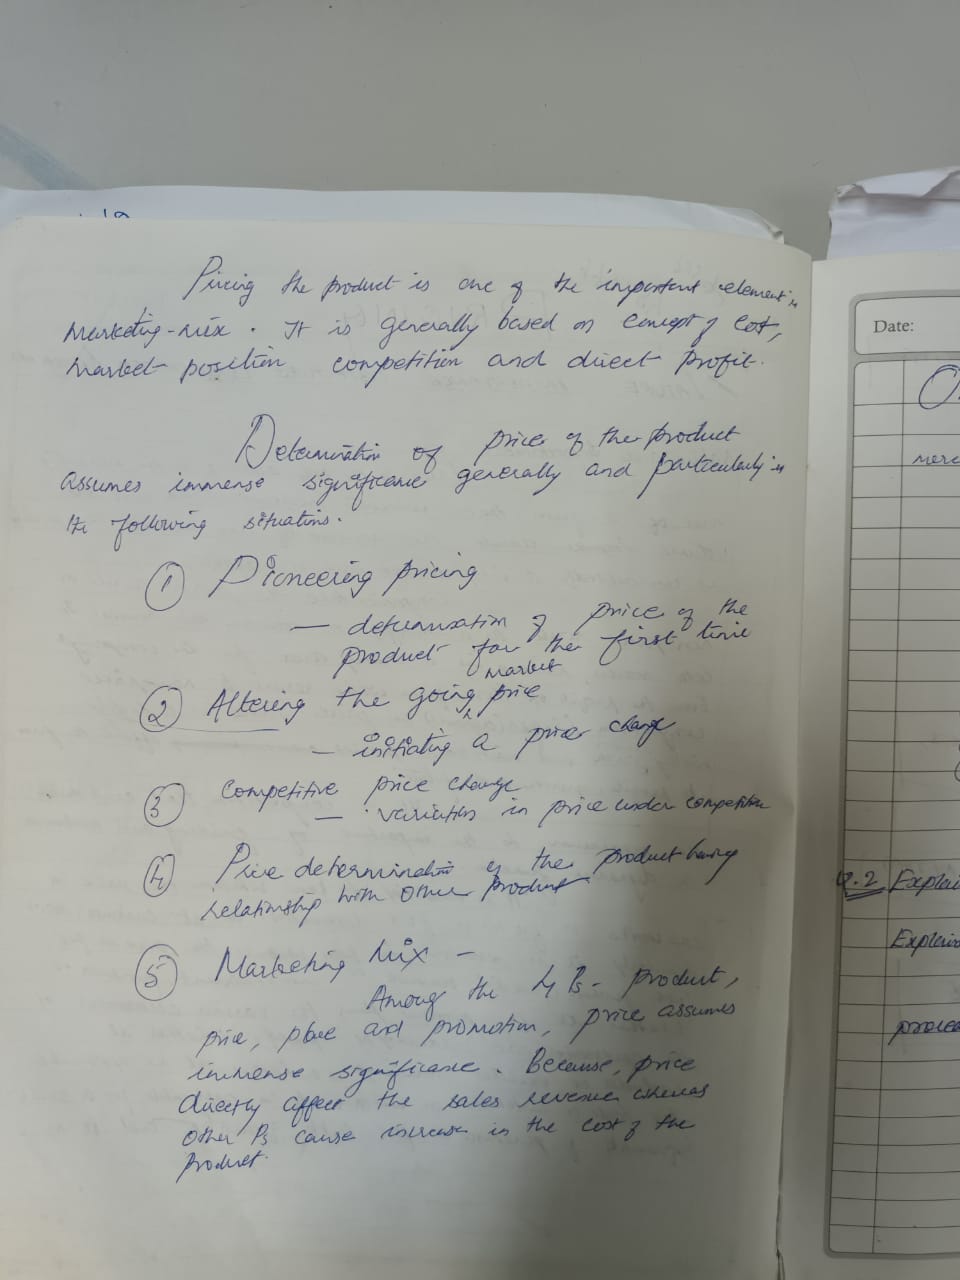 Pricing the product is one of the important element in
marketing-mix. It is generally based on concept of cost,
market position competition and direct profit.
Determination of price of the product
assumes immense significance generally and particularly in
the following situations.
① Pioneering pricing
— determination of price of the
product for the first time
② Altering the going market price
— initiating a price change
③ Competitive price change
— variation in price under competition
④ Price determination of the product having
relationship with other product
⑤ Marketing Mix –
Among the 4 Ps - product,
price, place and promotion, price assumes
immense significance. Because, price
directly affect the sales revenue whereas
other Ps cause increase in the cost of the
product.
Date:
Q.2 Explai
Explain